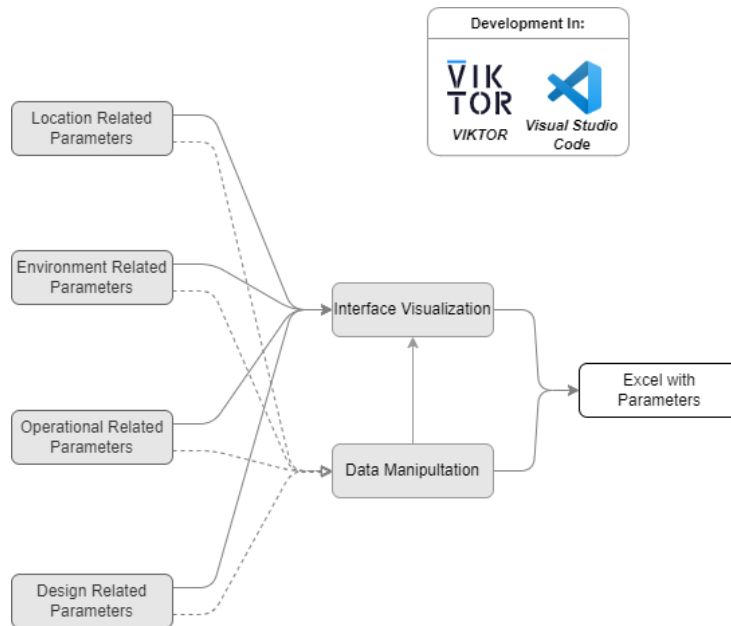 Development In:
VIK
TOR
VIKTOR
Visual Studio
Code
Location Related
Parameters
Environment Related
Parameters
Interface Visualization
Excel with
Parameters
Operational Related
Parameters
Data Manipultation
Design Related
Parameters